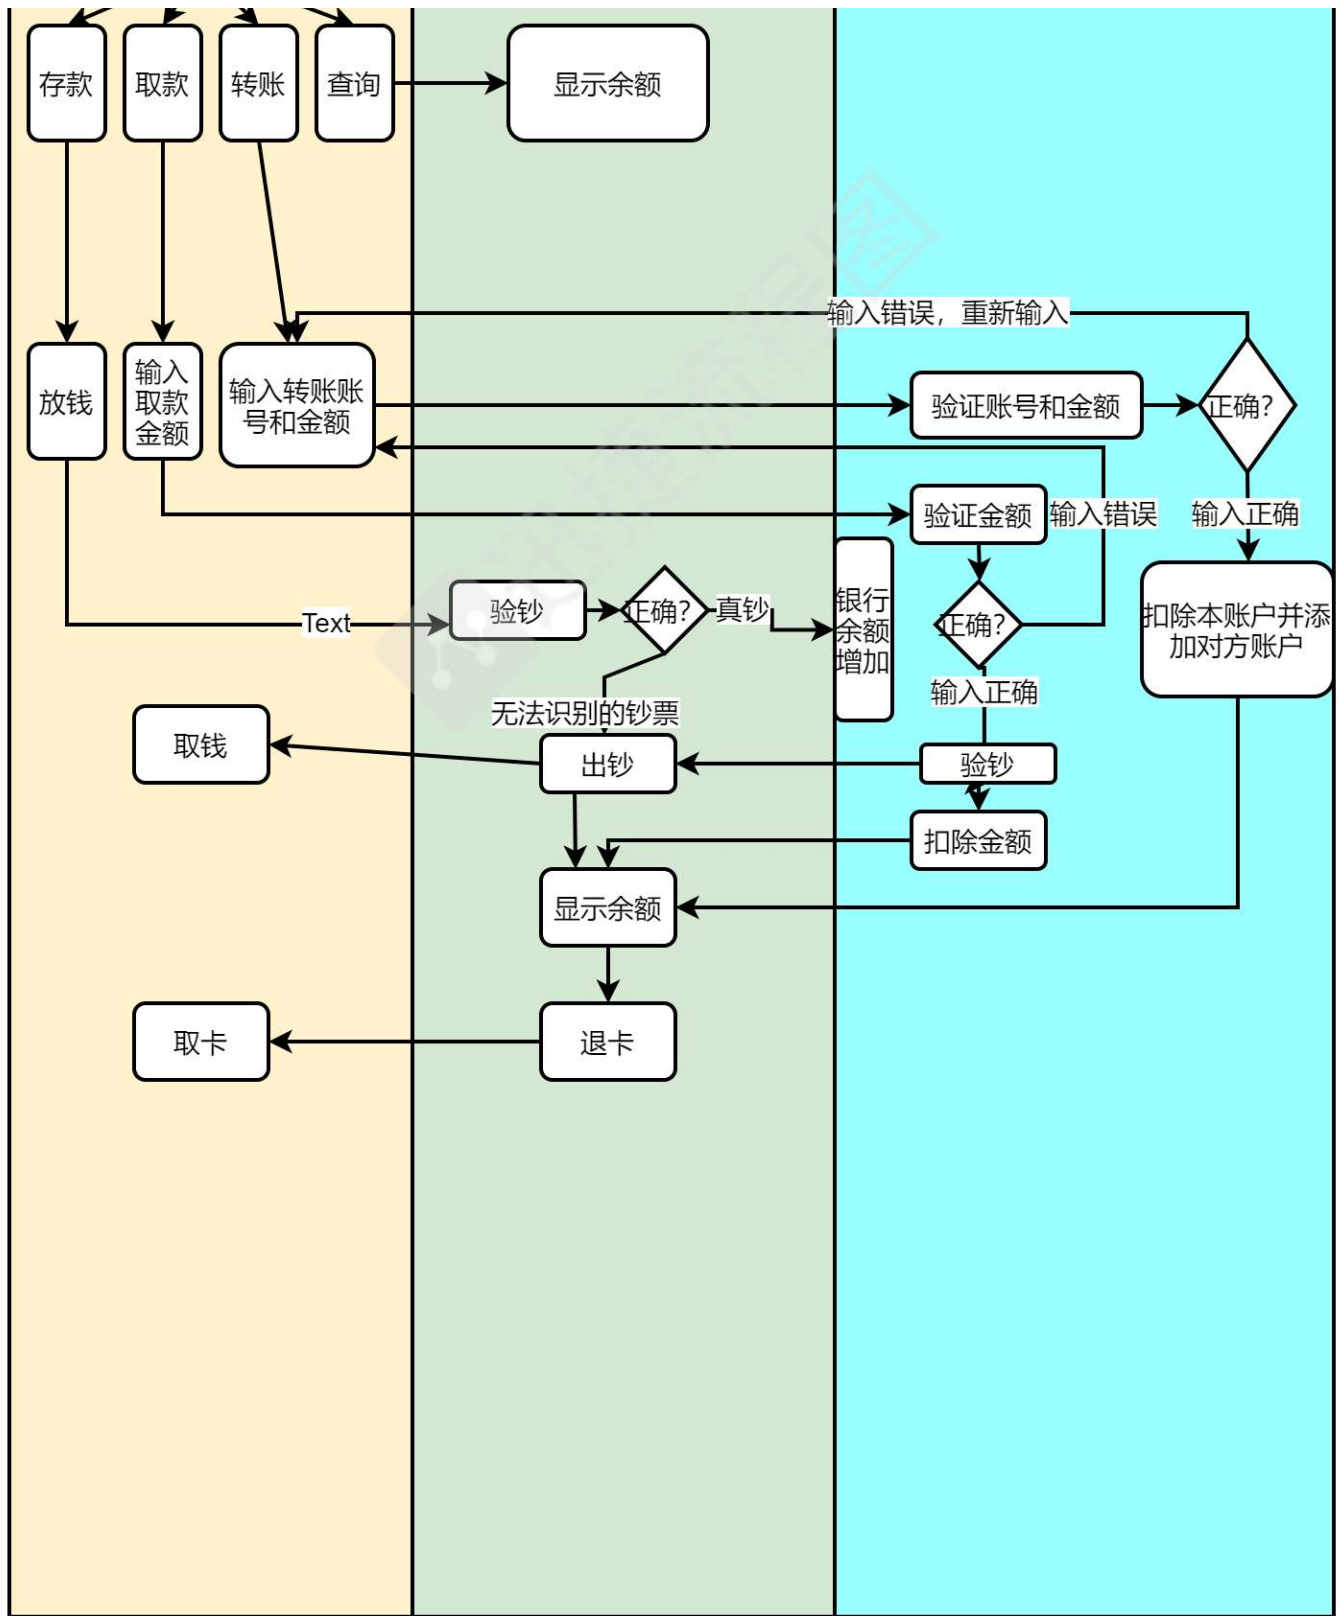 存款
取款
转账
查询
显示余额
输入错误，重新输入
放钱
输入
取款
金额
输入转账账
号和金额
验证账号和金额
正确？
验证金额
输入错误
输入正确
银行
余额
增加
验钞
正确？
真钞
正确？
扣除本账户并添
加对方账户
Text
输入正确
无法识别的钞票
取钱
出钞
验钞
扣除金额
显示余额
取卡
退卡
迅捷流程图